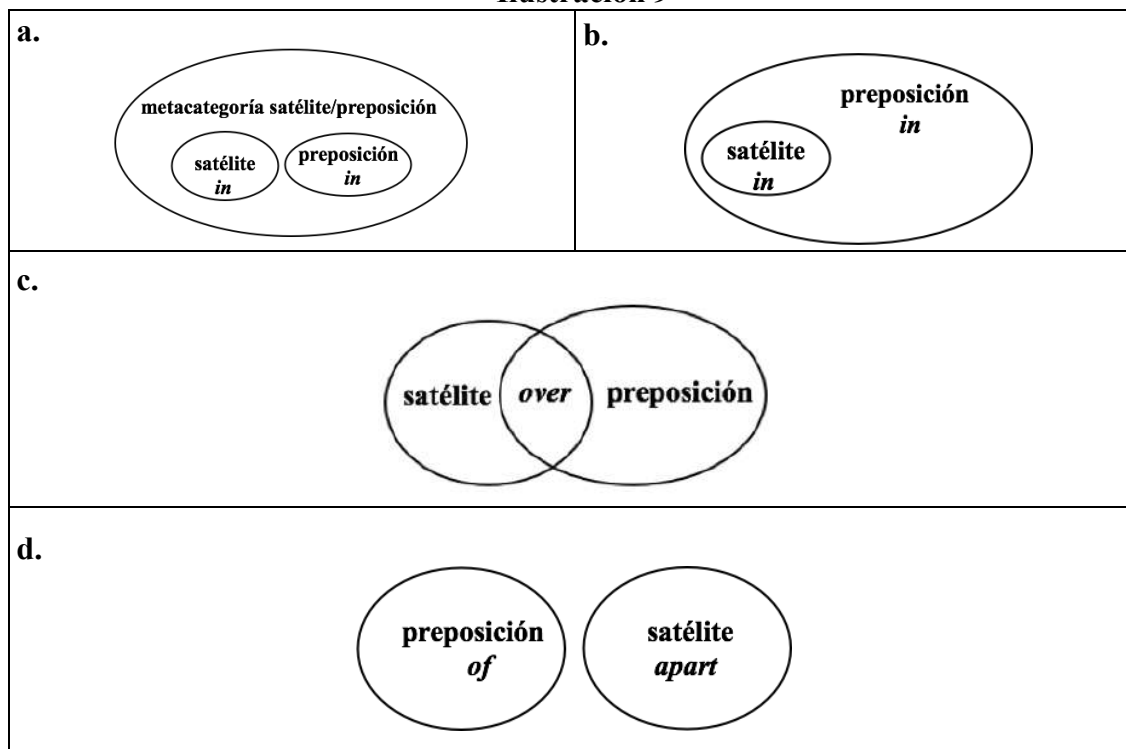 Ilustración 9
a.
metacategoría satélite/preposición
satélite
in
preposición
in
b.
preposición
in
satélite
in
c.
satélite
over
preposición
d.
preposición
of
satélite
apart